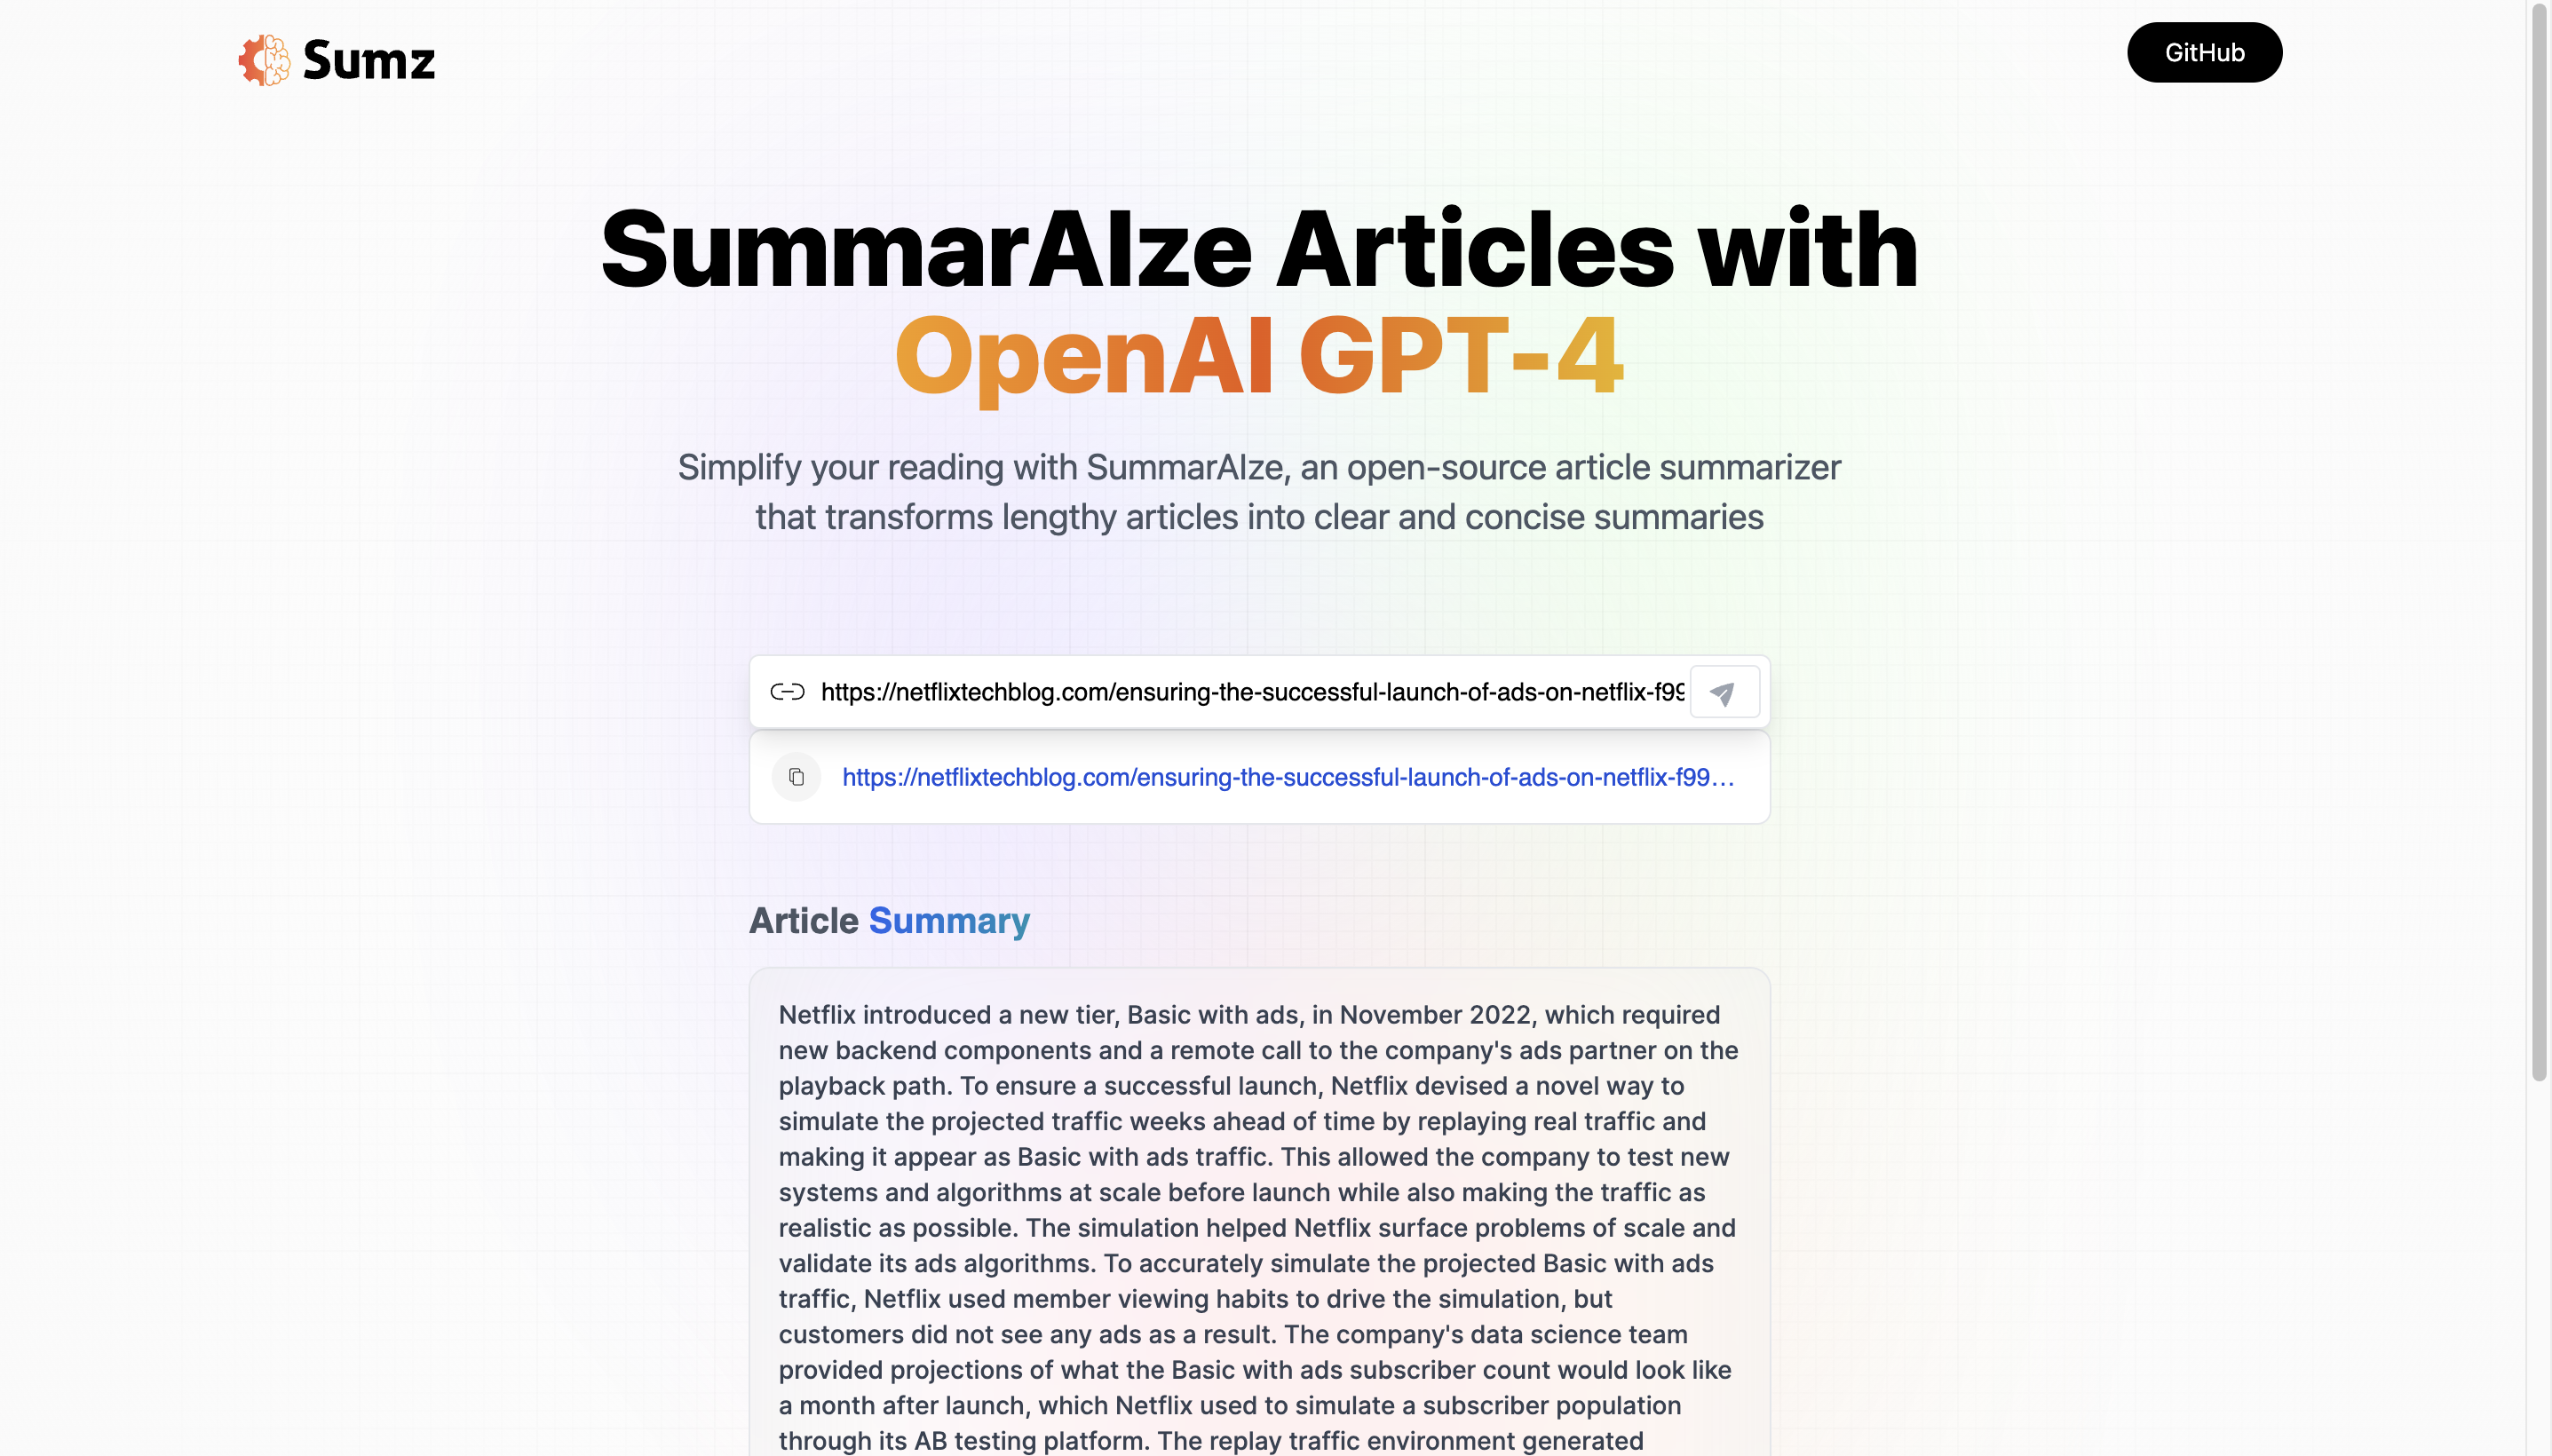 Sumz
GitHub
SummarAIze Articles with
OpenAI GPT-4
Simplify your reading with SummarAIze, an open-source article summarizer
that transforms lengthy articles into clear and concise summaries
https://netflixtechblog.com/ensuring-the-successful-launch-of-ads-on-netflix-f99
https://netflixtechblog.com/ensuring-the-successful-launch-of-ads-on-netflix-f99...
Article Summary
Netflix introduced a new tier, Basic with ads, in November 2022, which required
new backend components and a remote call to the company's ads partner on the
playback path. To ensure a successful launch, Netflix devised a novel way to
simulate the projected traffic weeks ahead of time by replaying real traffic and
making it appear as Basic with ads traffic. This allowed the company to test new
systems and algorithms at scale before launch while also making the traffic as
realistic as possible. The simulation helped Netflix surface problems of scale and
validate its ads algorithms. To accurately simulate the projected Basic with ads
traffic, Netflix used member viewing habits to drive the simulation, but
customers did not see any ads as a result. The company's data science team
provided projections of what the Basic with ads subscriber count would look like
a month after launch, which Netflix used to simulate a subscriber population
through its AB testing platform. The replay traffic environment generated